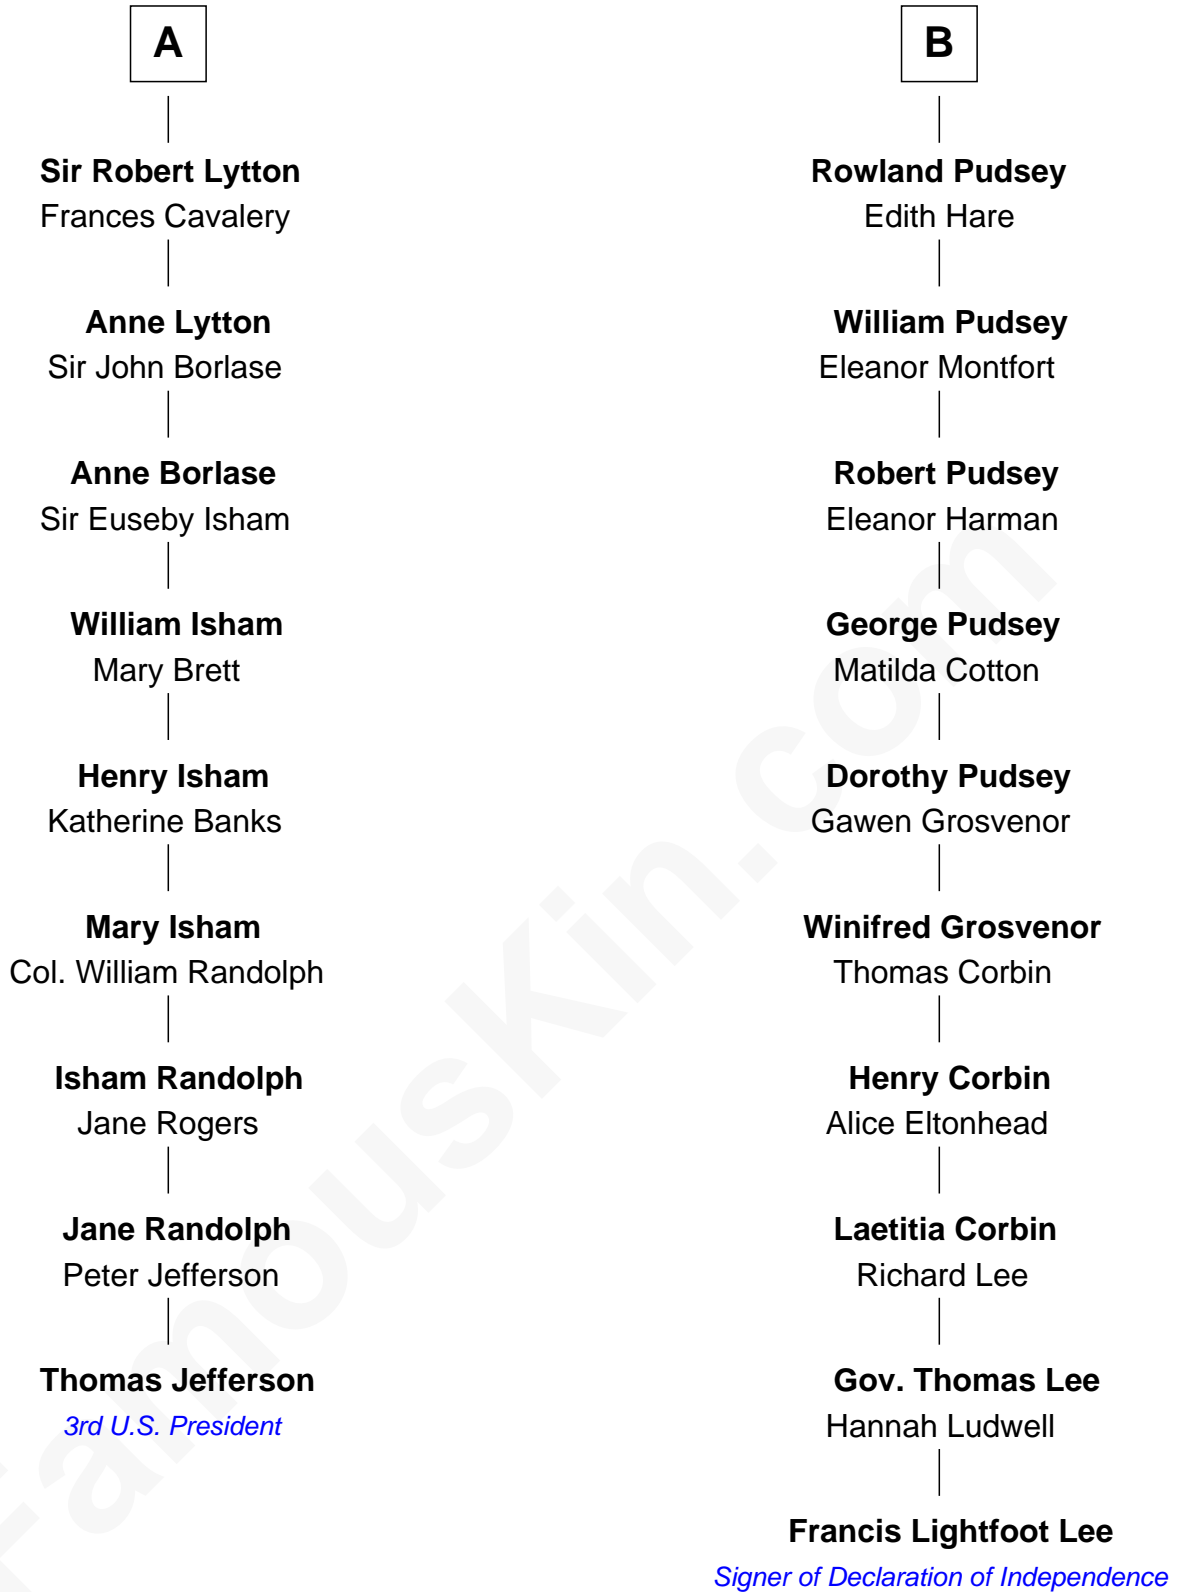 A
Sir Robert Lytton
Frances Cavalery
Anne Lytton
Sir John Borlase
Anne Borlase
Sir Euseby Isham
William Isham
Mary Brett
Henry Isham
Katherine Banks
Mary Isham
Col. William Randolph
Isham Randolph
Jane Rogers
Jane Randolph
Peter Jefferson
Thomas Jefferson
3rd U.S. President
B
Rowland Pudsey
Edith Hare
William Pudsey
Eleanor Montfort
Robert Pudsey
Eleanor Harman
George Pudsey
Matilda Cotton
Dorothy Pudsey
Gawen Grosvenor
Winifred Grosvenor
Thomas Corbin
Henry Corbin
Alice Eltonhead
Laetitia Corbin
Richard Lee
Gov. Thomas Lee
Hannah Ludwell
Francis Lightfoot Lee
Signer of Declaration of Independence
FamousKin.com